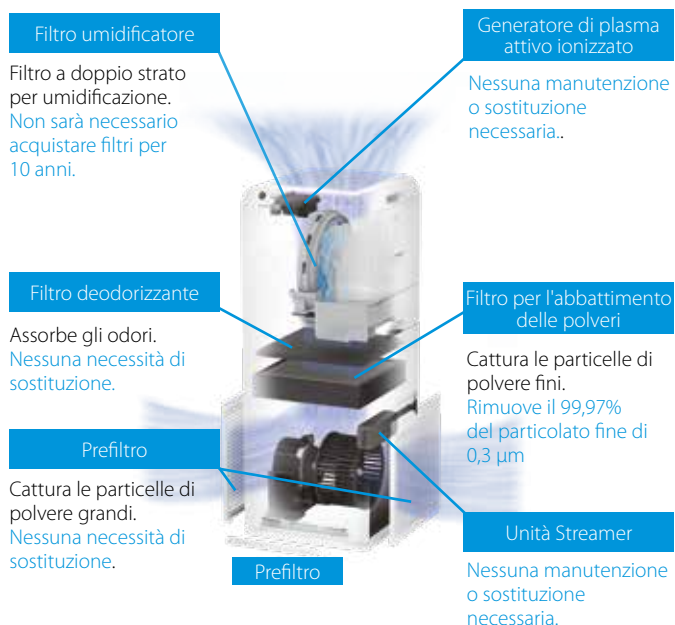 Filtro umidificatore
Filtro a doppio strato
per umidificazione.
Non sarà necessario
acquistare filtri per
10 anni.
Generatore di plasma
attivo ionizzato
Nessuna manutenzione
o sostituzione
necessaria..
Filtro deodorizzante
Assorbe gli odori.
Nessuna necessità di
sostituzione.
Filtro per l'abbattimento
delle polveri
Cattura le particelle di
polvere fini.
Rimuove il 99,97%
del particolato fine di
0,3 µm
Prefiltro
Cattura le particelle di
polvere grandi.
Nessuna necessità di
sostituzione.
Prefiltro
Unità Streamer
Nessuna manutenzione
o sostituzione
necessaria.